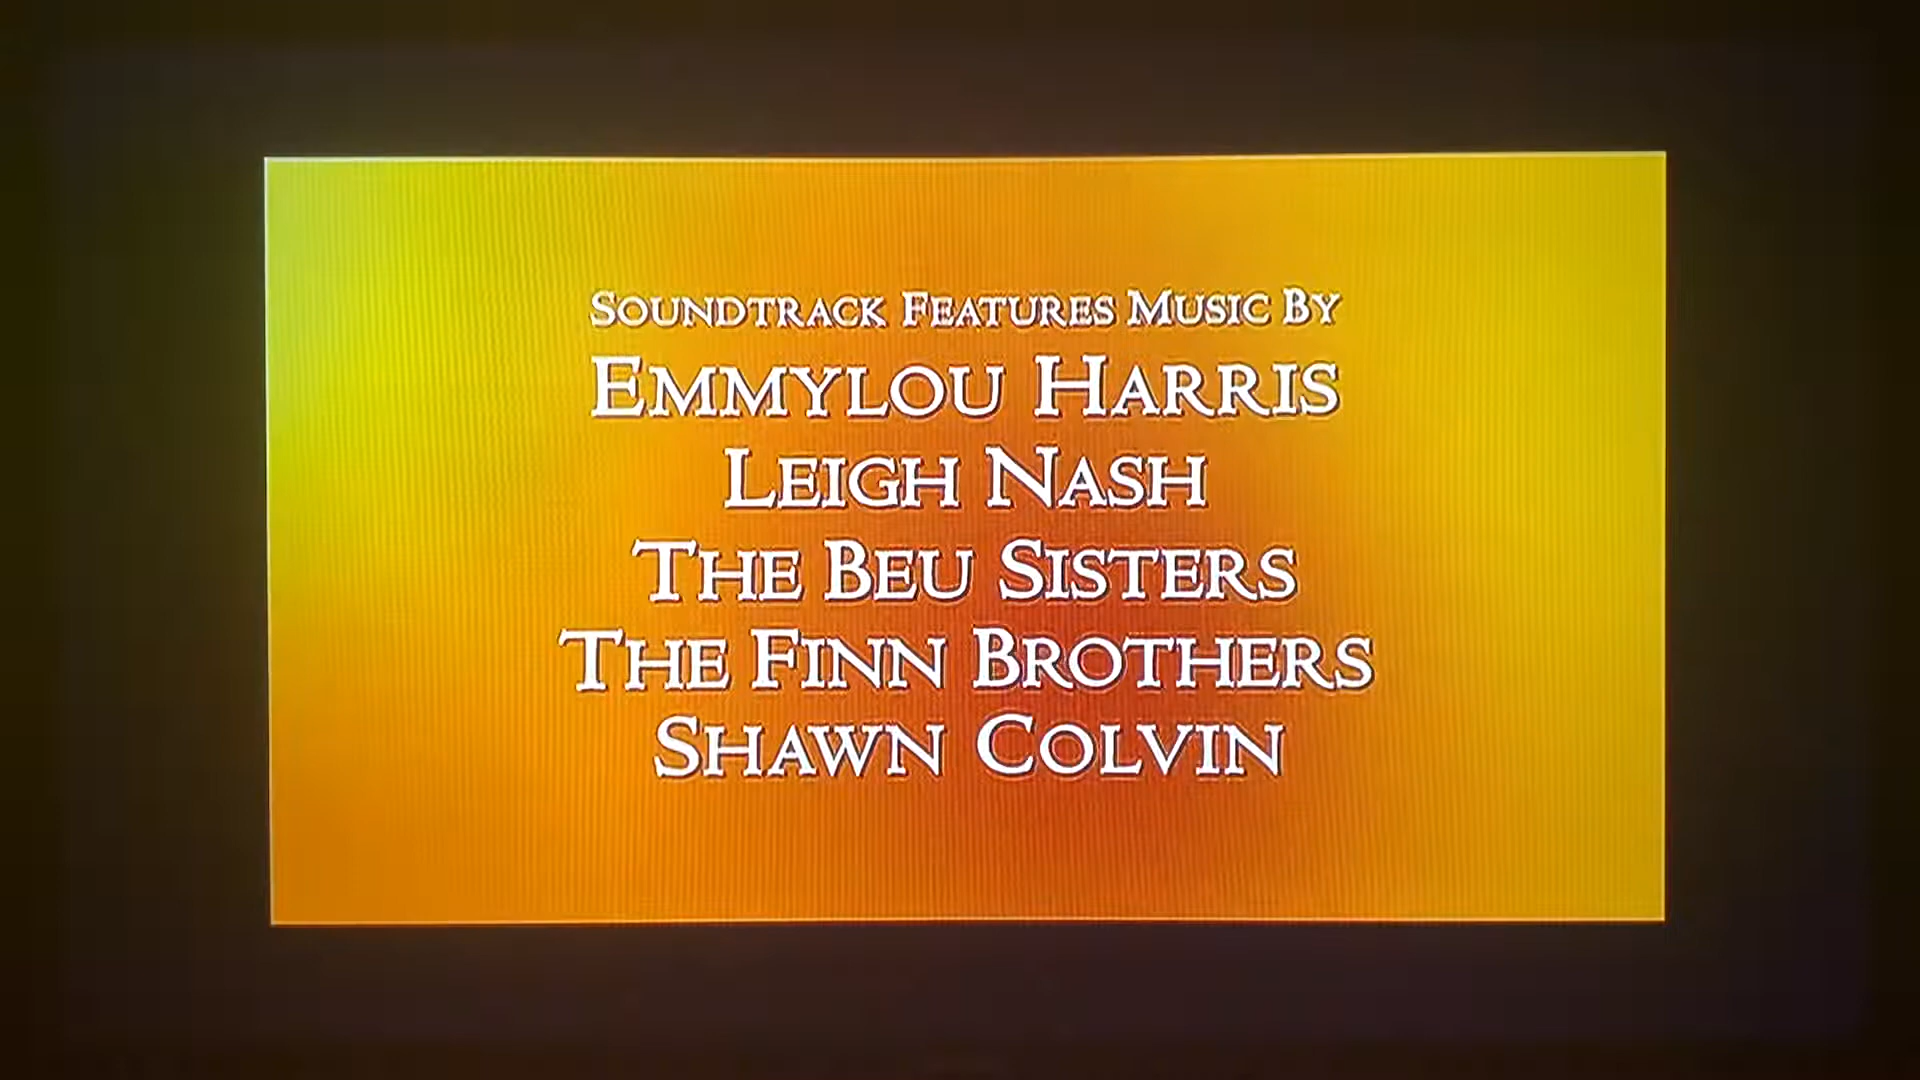 Soundtrack Features Music By
Emmylou Harris
Leigh Nash
The Beu Sisters
The Finn Brothers
Shawn Colvin